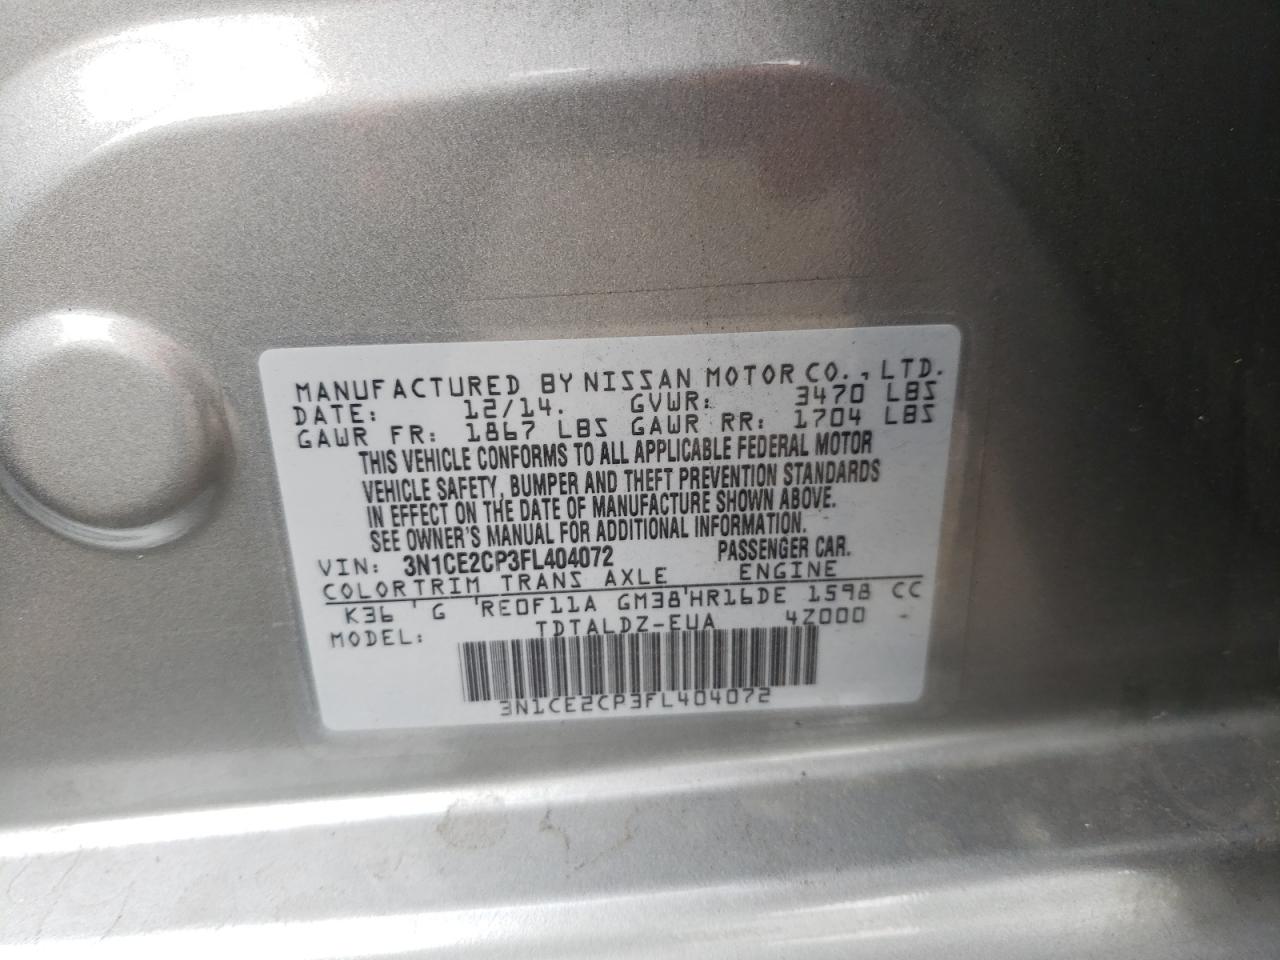 MANUFACTURED BY NISSAN MOTOR CO., LTD.
DATE: 12/14. GVWR: 3470 LBS
GAWR FR: 1867 LBS GAWR RR: 1704 LBS
THIS VEHICLE CONFORMS TO ALL APPLICABLE FEDERAL MOTOR
VEHICLE SAFETY, BUMPER AND THEFT PREVENTION STANDARDS
IN EFFECT ON THE DATE OF MANUFACTURE SHOWN ABOVE.
SEE OWNER'S MANUAL FOR ADDITIONAL INFORMATION.
VIN: 3N1CE2CP3FL404072 PASSENGER CAR.
COLORTRIM TRANS AXLE ENGINE
K36 'G 'RE0F11A GM38'HR16DE 1598 CC
MODEL: TDTALDZ-EUA 4Z000 -
3N1CE2CP3FL404072